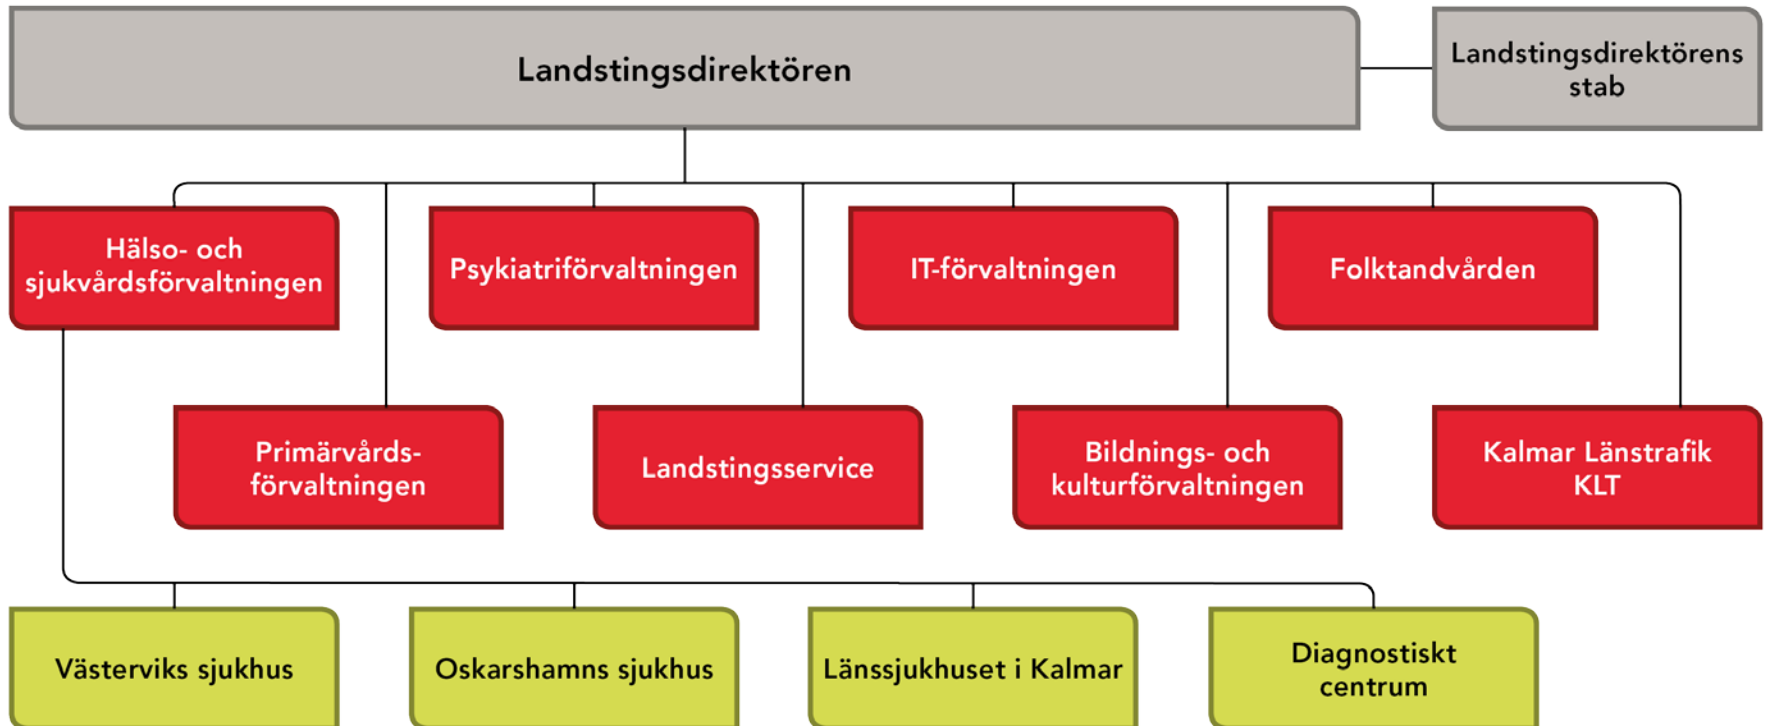 Landstingsdirektören
Landstingsdirektörens
stab
Hälso- och
sjukvårdsförvaltningen
Psykiatriförvaltningen
IT-förvaltningen
Folktandvården
Primärvårds-
förvaltningen
Landstingsservice
Bildnings- och
kulturförvaltningen
Kalmar Länstrafik
KLT
Västerviks sjukhus
Oskarshamns sjukhus
Länssjukhuset i Kalmar
Diagnostiskt
centrum